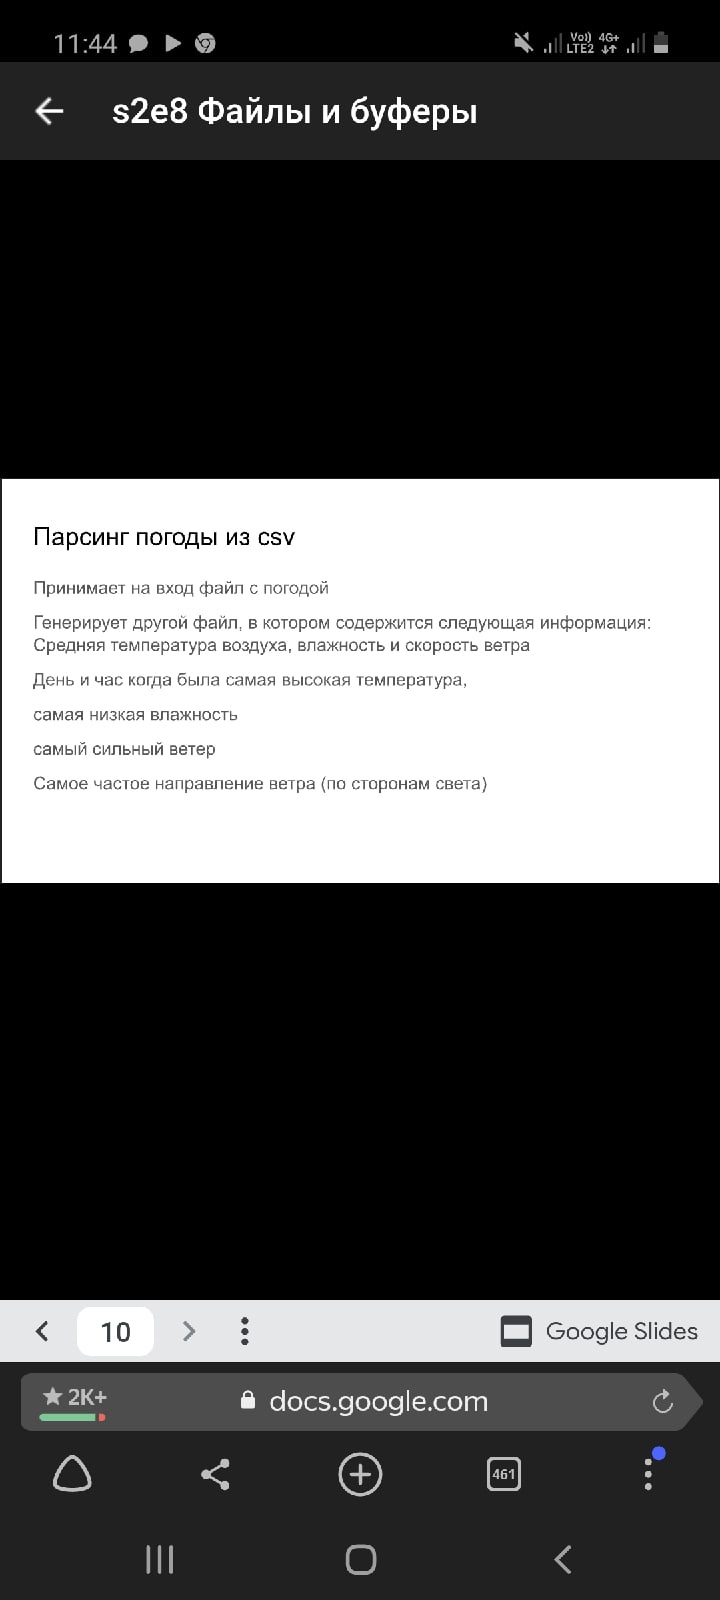 11:44
Vo)) LTE2 4G+
s2e8 Файлы и буферы
Парсинг погоды из csv
Принимает на вход файл с погодой
Генерирует другой файл, в котором содержится следующая информация:
Средняя температура воздуха, влажность и скорость ветра
День и час когда была самая высокая температура,
самая низкая влажность
самый сильный ветер
Самое частое направление ветра (по сторонам света)
10
Google Slides
2K+
docs.google.com
461